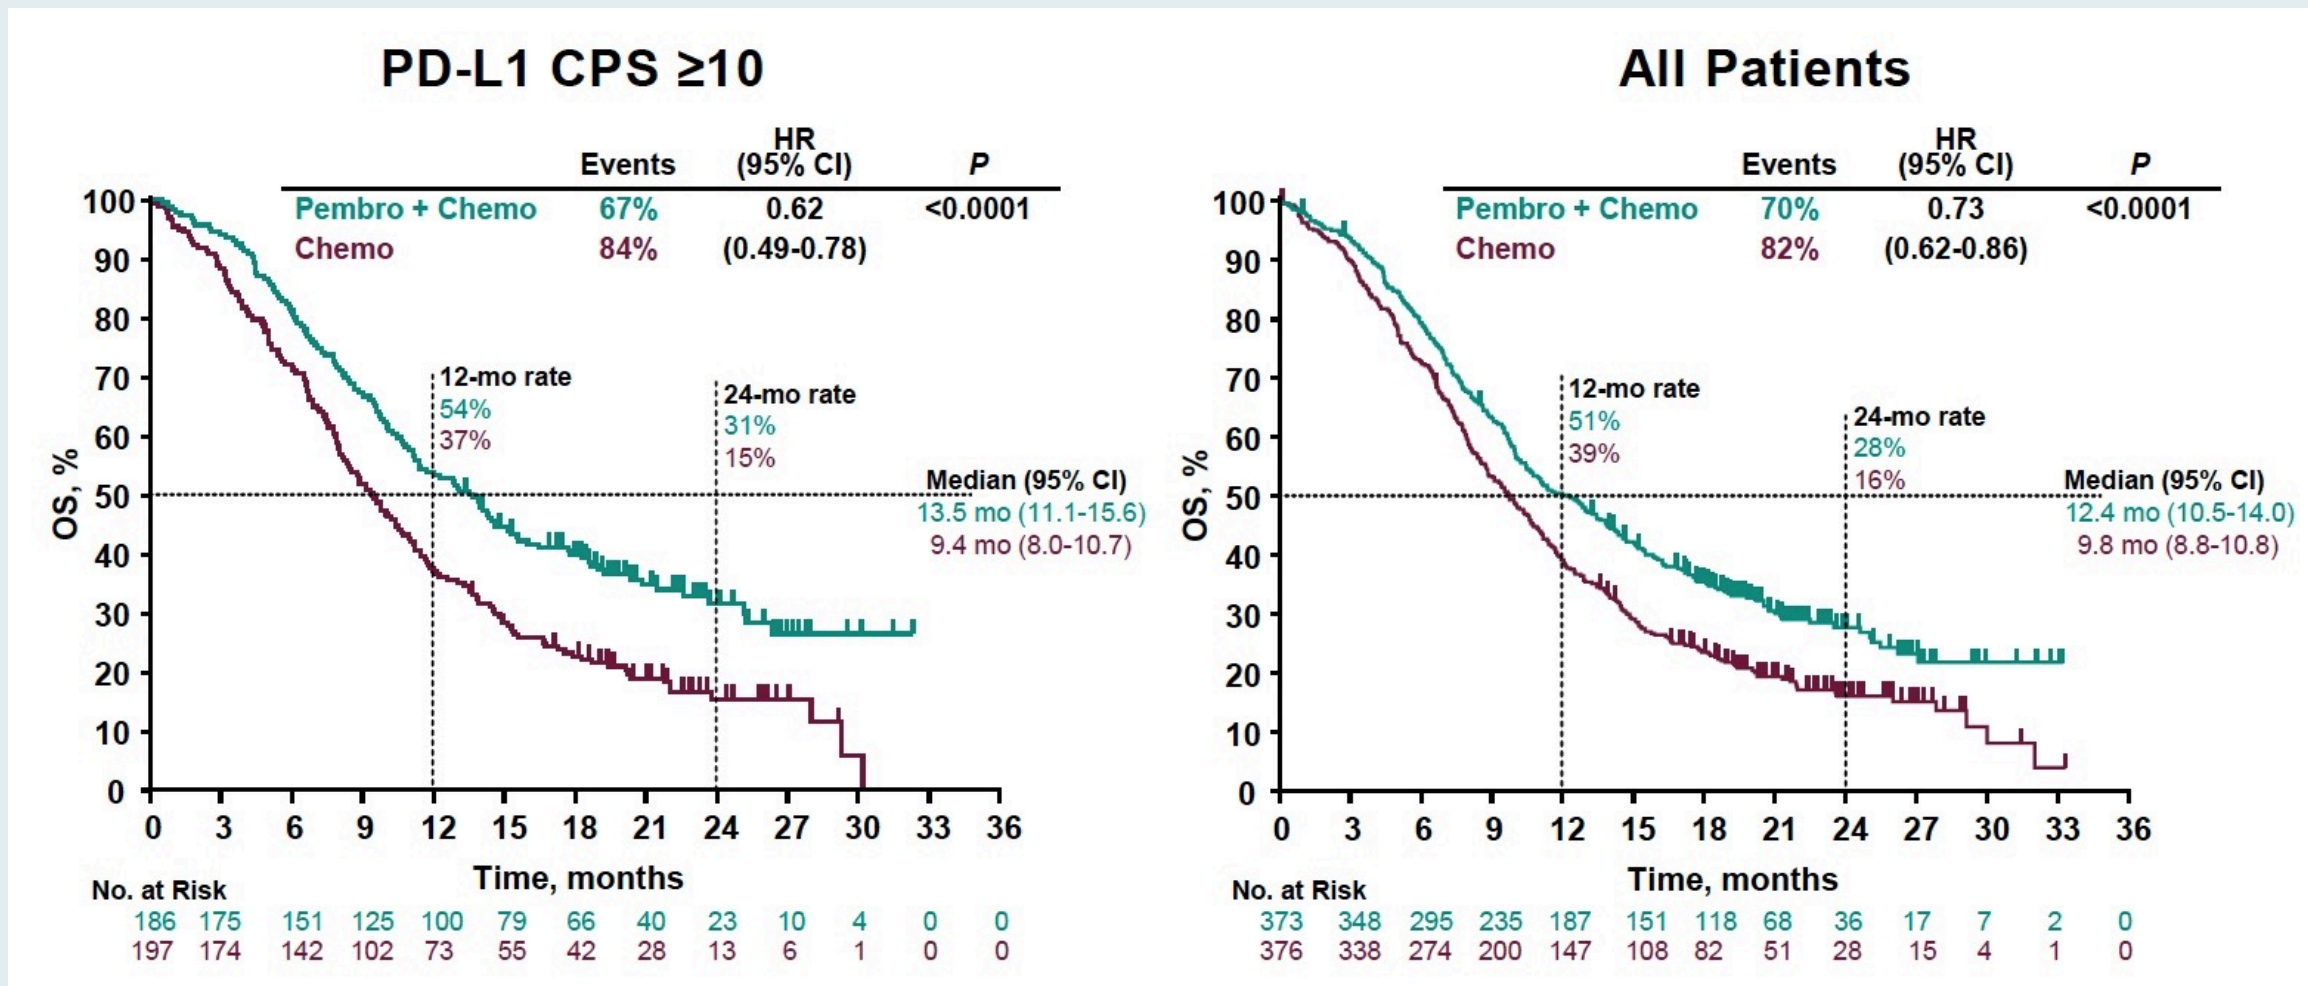 PD-L1 CPS ≥10
Events HR (95% CI) P
Pembro + Chemo 67% 0.62 <0.0001
Chemo 84% (0.49-0.78)
100
90
80
70
60
50
40
30
20
10
0
OS, %
12-mo rate
54%
37%
24-mo rate
31%
15%
Median (95% CI)
13.5 mo (11.1-15.6)
9.4 mo (8.0-10.7)
0 3 6 9 12 15 18 21 24 27 30 33 36
Time, months
No. at Risk
186 175 151 125 100 79 66 40 23 10 4 0 0
197 174 142 102 73 55 42 28 13 6 1 0 0
All Patients
Events HR (95% CI) P
Pembro + Chemo 70% 0.73 <0.0001
Chemo 82% (0.62-0.86)
100
90
80
70
60
50
40
30
20
10
0
OS, %
12-mo rate
51%
39%
24-mo rate
28%
16%
Median (95% CI)
12.4 mo (10.5-14.0)
9.8 mo (8.8-10.8)
0 3 6 9 12 15 18 21 24 27 30 33 36
Time, months
No. at Risk
373 348 295 235 187 151 118 68 36 17 7 2 0
376 338 274 200 147 108 82 51 28 15 4 1 0